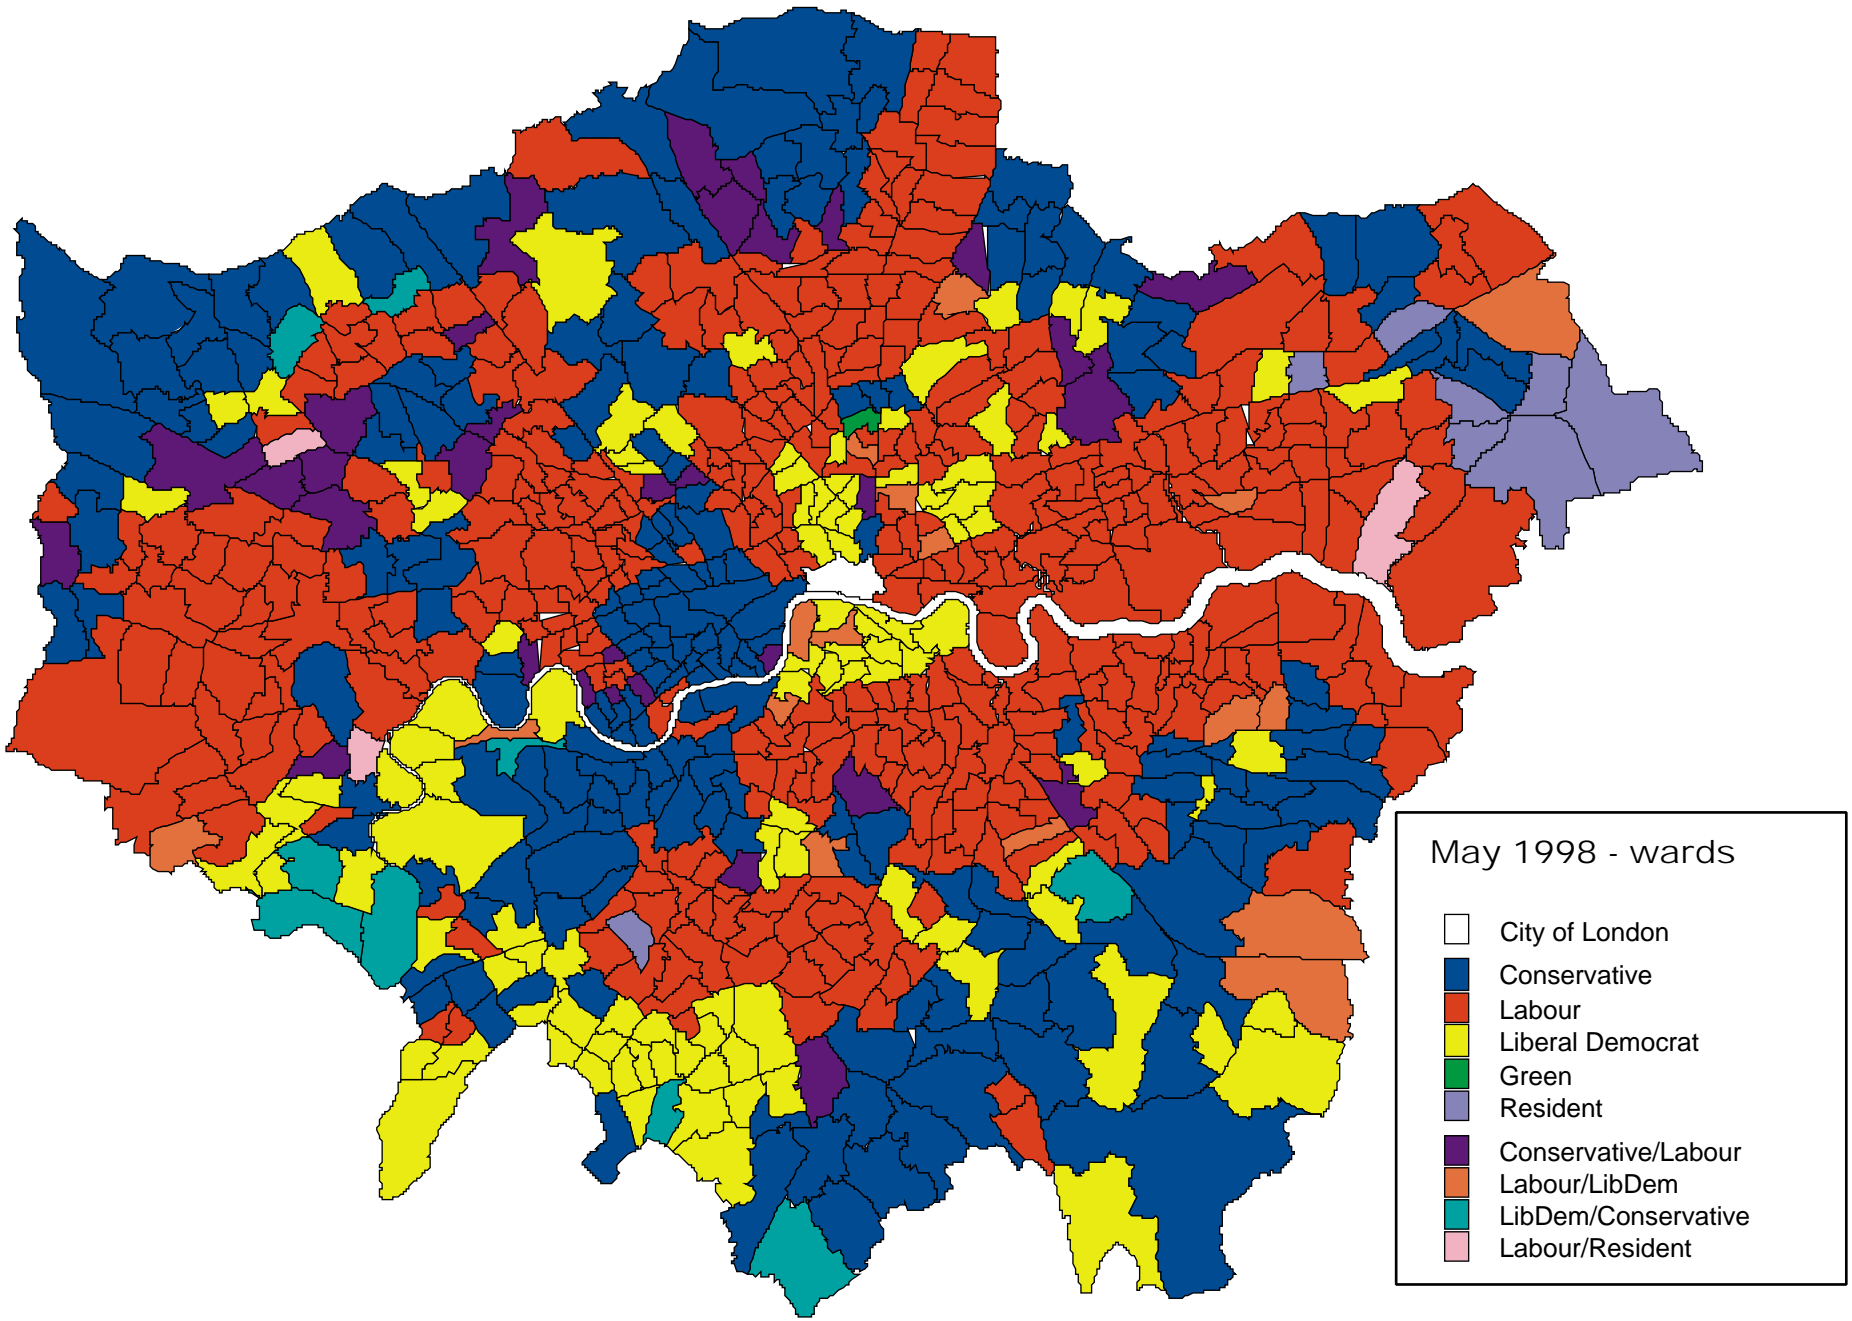 May 1998 - wards
City of London
Conservative
Labour
Liberal Democrat
Green
Resident
Conservative/Labour
Labour/LibDem
LibDem/Conservative
Labour/Resident